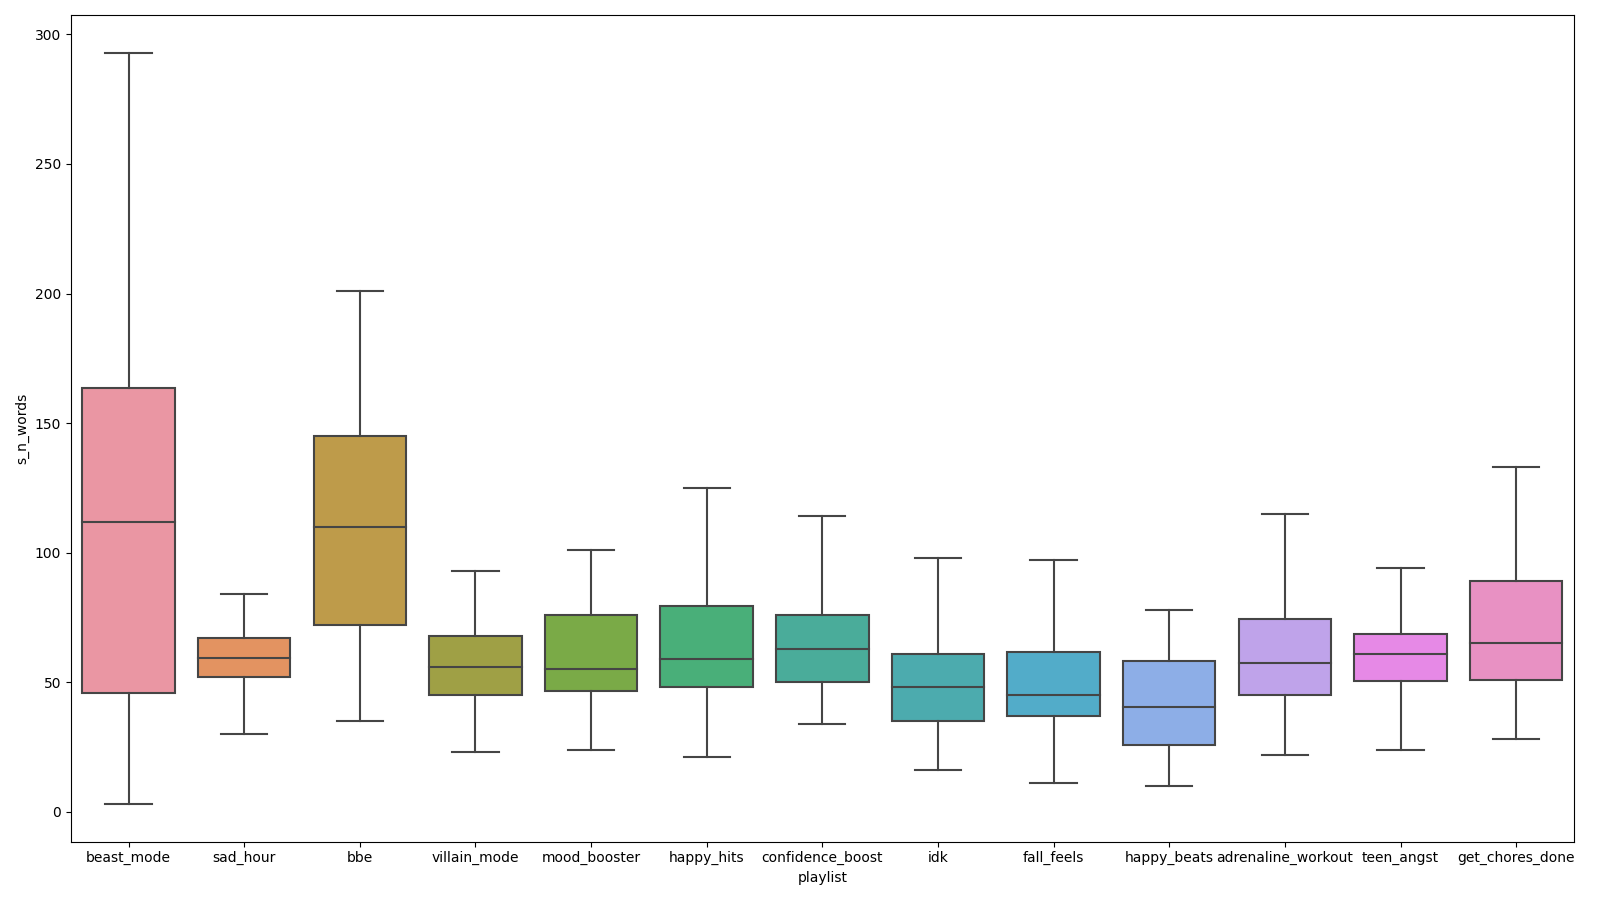 300
250
200
150
100
50
0
s_n_words
beast_mode sad_hour bbe villain_mode mood_booster happy_hits confidence_boost idk fall_feels happy_beats adrenaline_workout teen_angst get_chores_done
playlist